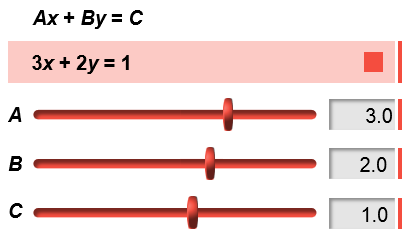 Ax + By = C
3x + 2y = 1
A 3.0
B 2.0
C 1.0